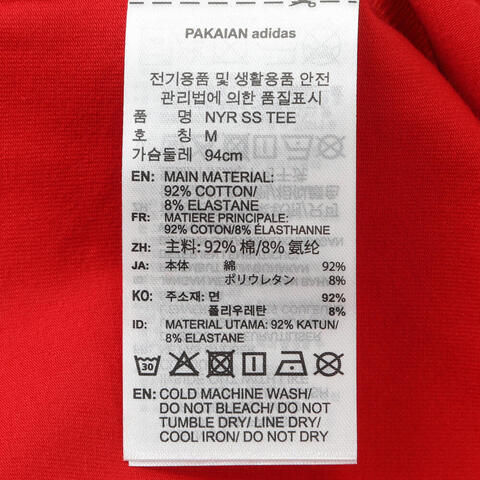 PAKAIAN adidas
전기용품 및 생활용품 안전
관리법에 의한 품질표시
품 명 NYR SS TEE
호 칭 M
가슴둘레 94cm
EN: MAIN MATERIAL:
92% COTTON/
8% ELASTANE
FR: MATIERE PRINCIPALE:
92% COTON/8% ELASTHANNE
ZH: 主料: 92% 棉/8% 氨纶
JA: 本体 綿 92%
ポリウレタン 8%
KO: 주소재: 면 92%
폴리우레탄 8%
ID: MATERIAL UTAMA: 92% KATUN/
8% ELASTANE
30
EN: COLD MACHINE WASH/
DO NOT BLEACH/ DO NOT
TUMBLE DRY/ LINE DRY/
COOL IRON/ DO NOT